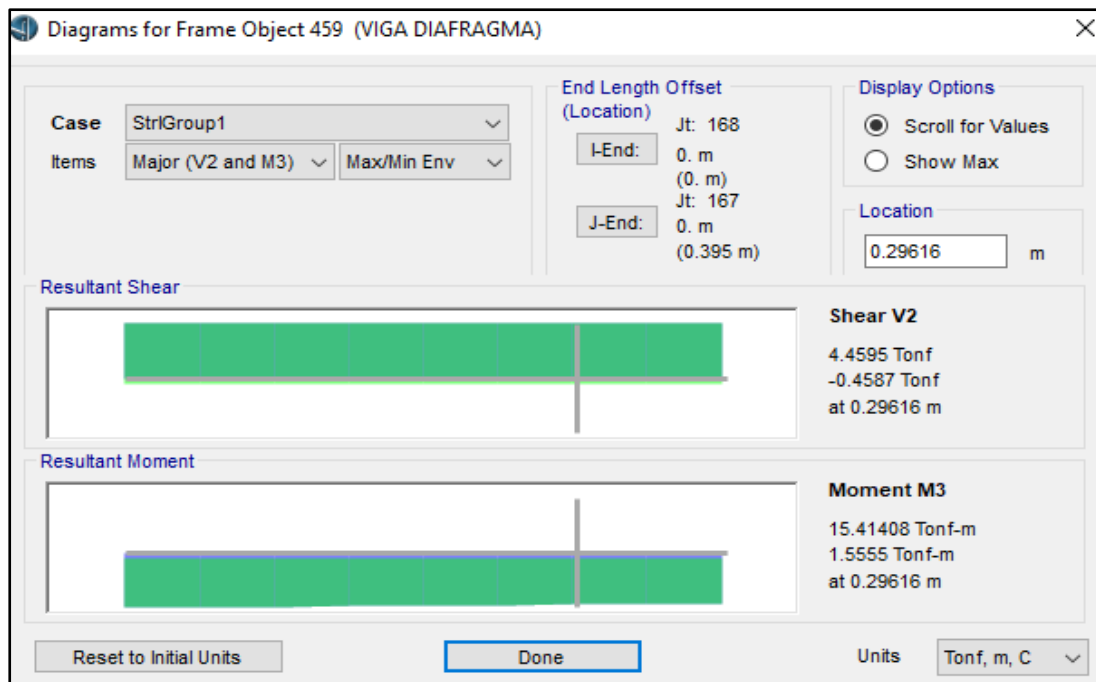 Diagrams for Frame Object 459 (VIGA DIAFRAGMA)
Case StrIGroup1
Items Major (V2 and M3) Max/Min Env
End Length Offset
(Location)
I-End:
Jt: 168
0. m
(0. m)
J-End:
Jt: 167
0. m
(0.395 m)
Display Options
Scroll for Values
Show Max
Location
0.29616 m
Resultant Shear
Shear V2
4.4595 Tonf
-0.4587 Tonf
at 0.29616 m
Resultant Moment
Moment M3
15.41408 Tonf-m
1.5555 Tonf-m
at 0.29616 m
Reset to Initial Units
Done
Units Tonf, m, C